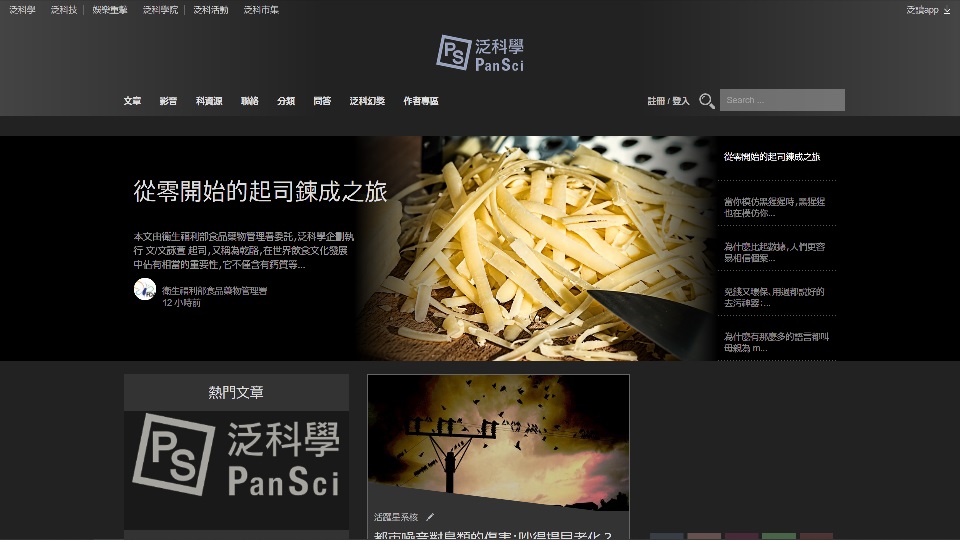 泛科學 泛科技 娛樂重擊 泛科學院 泛科活動 泛科市集 泛讀app
PS 泛科學
PanSci
文章 影音 科資源 聯絡 分類 問答 泛科幻獎 作者專區 註冊 / 登入 Search ...
從零開始的起司鍊成之旅
本文由衛生福利部食品藥物管理署委託,泛科學企劃執
行 文/文詠萱 起司,又稱為乾酪,在世界飲食文化發展
中佔有相當的重要性,它不僅含有鈣質等...
衛生福利部食品藥物管理署
12 小時前
從零開始的起司鍊成之旅
當你模仿黑猩猩時,黑猩猩
也在模仿你...
為什麼比起數據,人們更容
易相信個案...
免錢又環保、用過都說好的
去污神器:...
為什麼有那麼多的語言都叫
母親為 m...
熱門文章
PS 泛科學
PanSci
活躍星系核
都市噪音對鳥類的傷害:吵得提早老化?